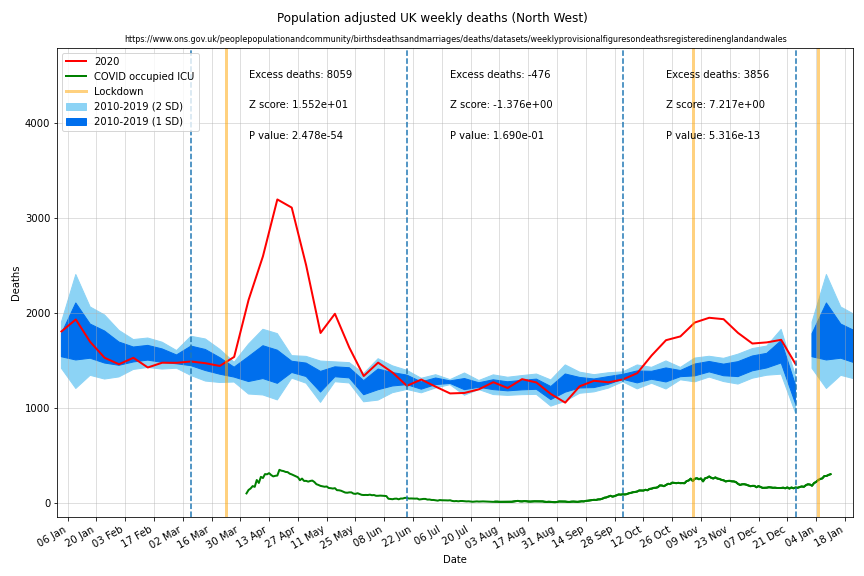 Population adjusted UK weekly deaths (North West)
https://www.ons.gov.uk/peoplepopulationandcommunity/birthsdeathsandmarriages/deaths/datasets/weeklyprovisionalfiguresondeathsregisteredinenglandandwales
2020
COVID occupied ICU
Lockdown
2010-2019 (2 SD)
2010-2019 (1 SD)
Excess deaths: 8059
Z score: 1.552e+01
P value: 2.478e-54
Excess deaths: -476
Z score: -1.376e+00
P value: 1.690e-01
Excess deaths: 3856
Z score: 7.217e+00
P value: 5.316e-13
Deaths
4000
3000
2000
1000
0
06 Jan
20 Jan
03 Feb
17 Feb
02 Mar
16 Mar
30 Mar
13 Apr
27 Apr
11 May
25 May
08 Jun
22 Jun
06 Jul
20 Jul
03 Aug
17 Aug
31 Aug
14 Sep
28 Sep
12 Oct
26 Oct
09 Nov
23 Nov
07 Dec
21 Dec
04 Jan
18 Jan
Date